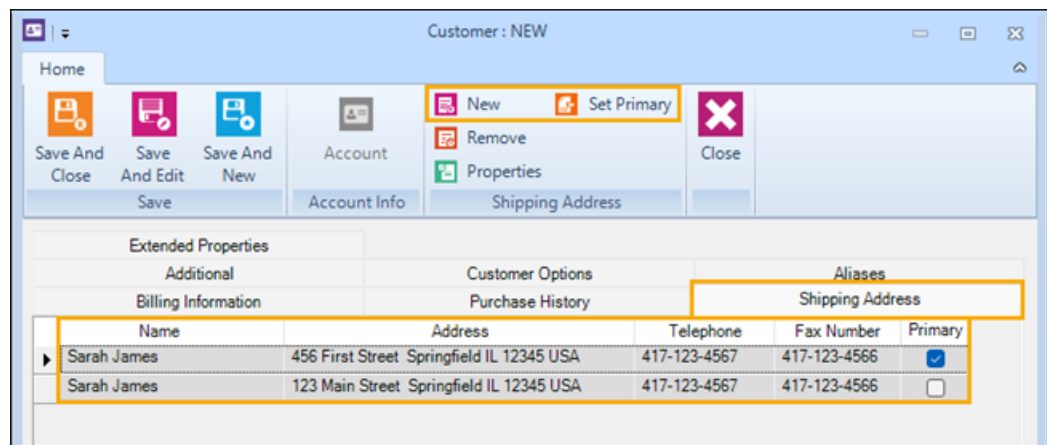 Customer : NEW
Home
Save And Close
Save And Edit
Save And New
Save
Account
Account Info
New
Set Primary
Remove
Properties
Shipping Address
Close
Extended Properties
Additional
Customer Options
Aliases
Billing Information
Purchase History
Shipping Address
Name Address Telephone Fax Number Primary
Sarah James 456 First Street Springfield IL 12345 USA 417-123-4567 417-123-4566
Sarah James 123 Main Street Springfield IL 12345 USA 417-123-4567 417-123-4566